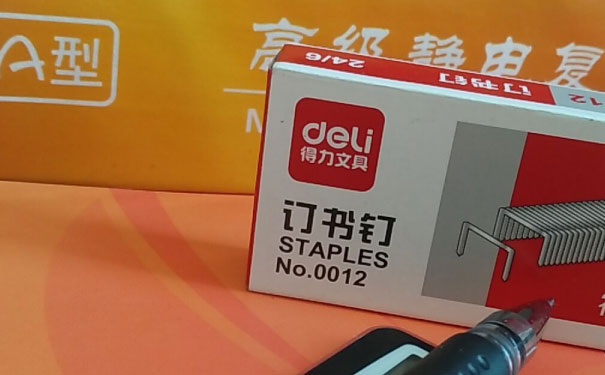 A型
高级静电复
24/6
订书钉
12
deli
得力文具
订书钉
STAPLES
No.0012